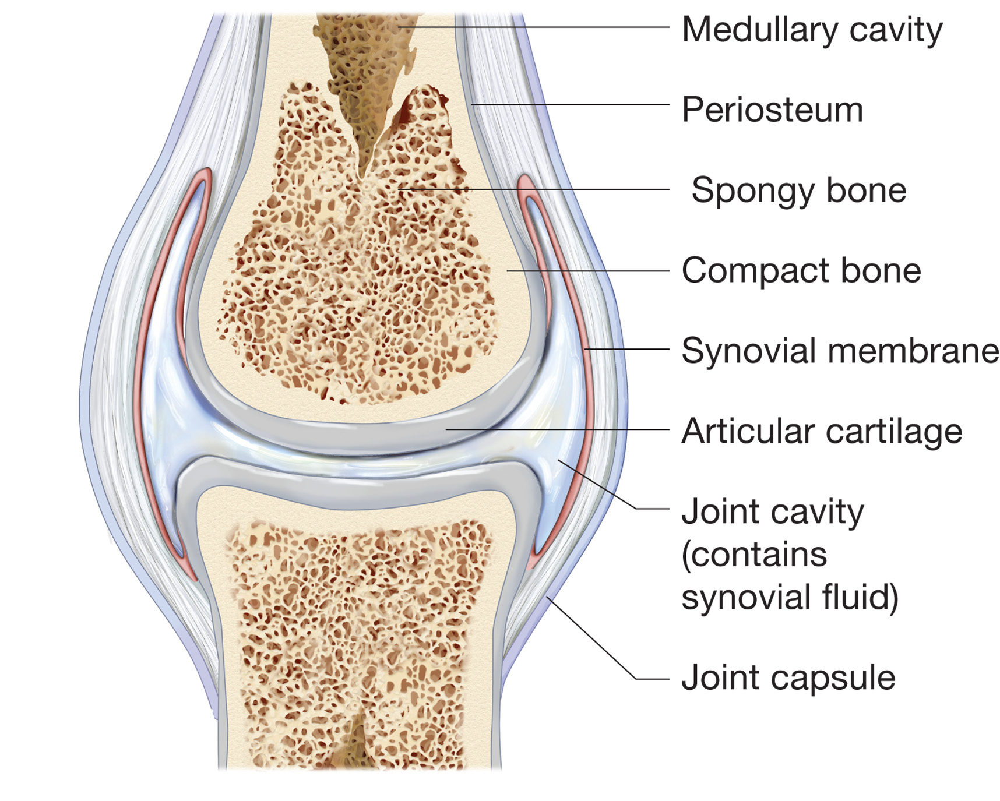 Medullary cavity
Periosteum
Spongy bone
Compact bone
Synovial membrane
Articular cartilage
Joint cavity
(contains
synovial fluid)
Joint capsule